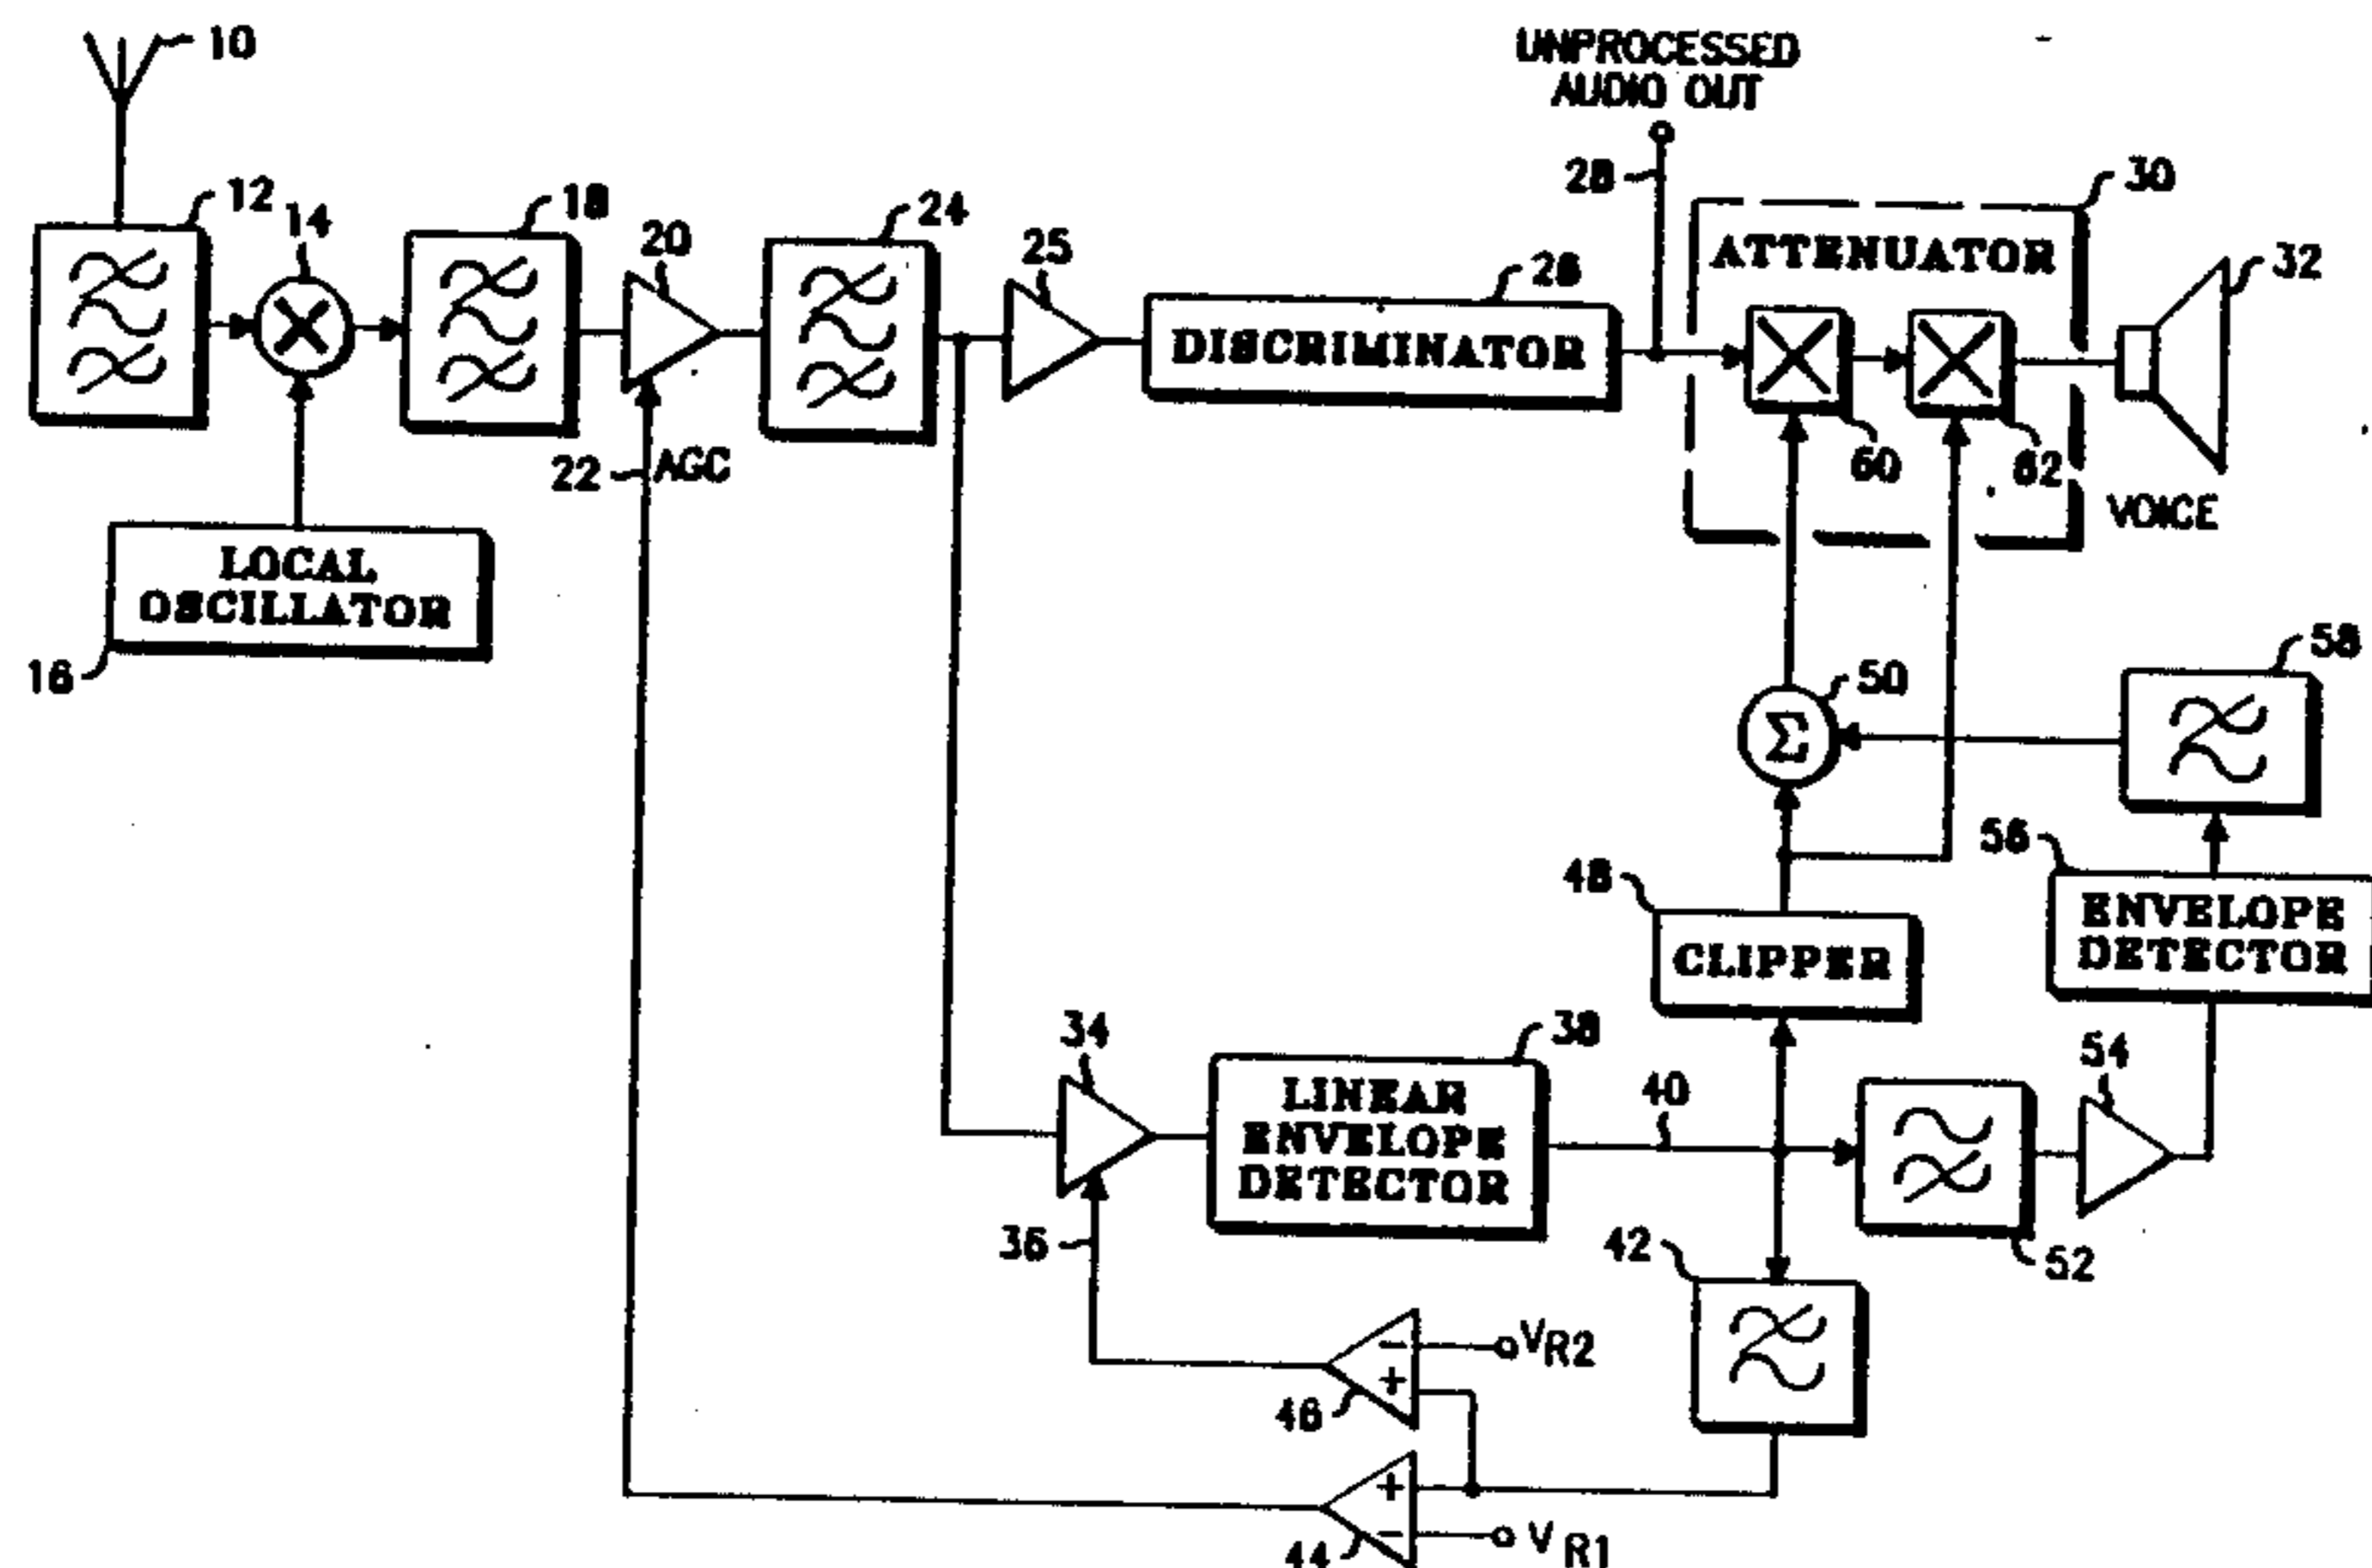 10
UNPROCESSED
AUDIO OUT
28
30
12
14
18
20
24
25
26
ATTENUATOR
32
DISCRIMINATOR
22
AGC
60
62
VOICE
LOCAL
OSCILLATOR
16
50
58
Σ
56
48
ENVELOPE
DETECTOR
CLIPPER
34
38
54
40
LINEAR
ENVELOPE
DETECTOR
36
42
52
VR2
-
+
46
+
-
44
VR1